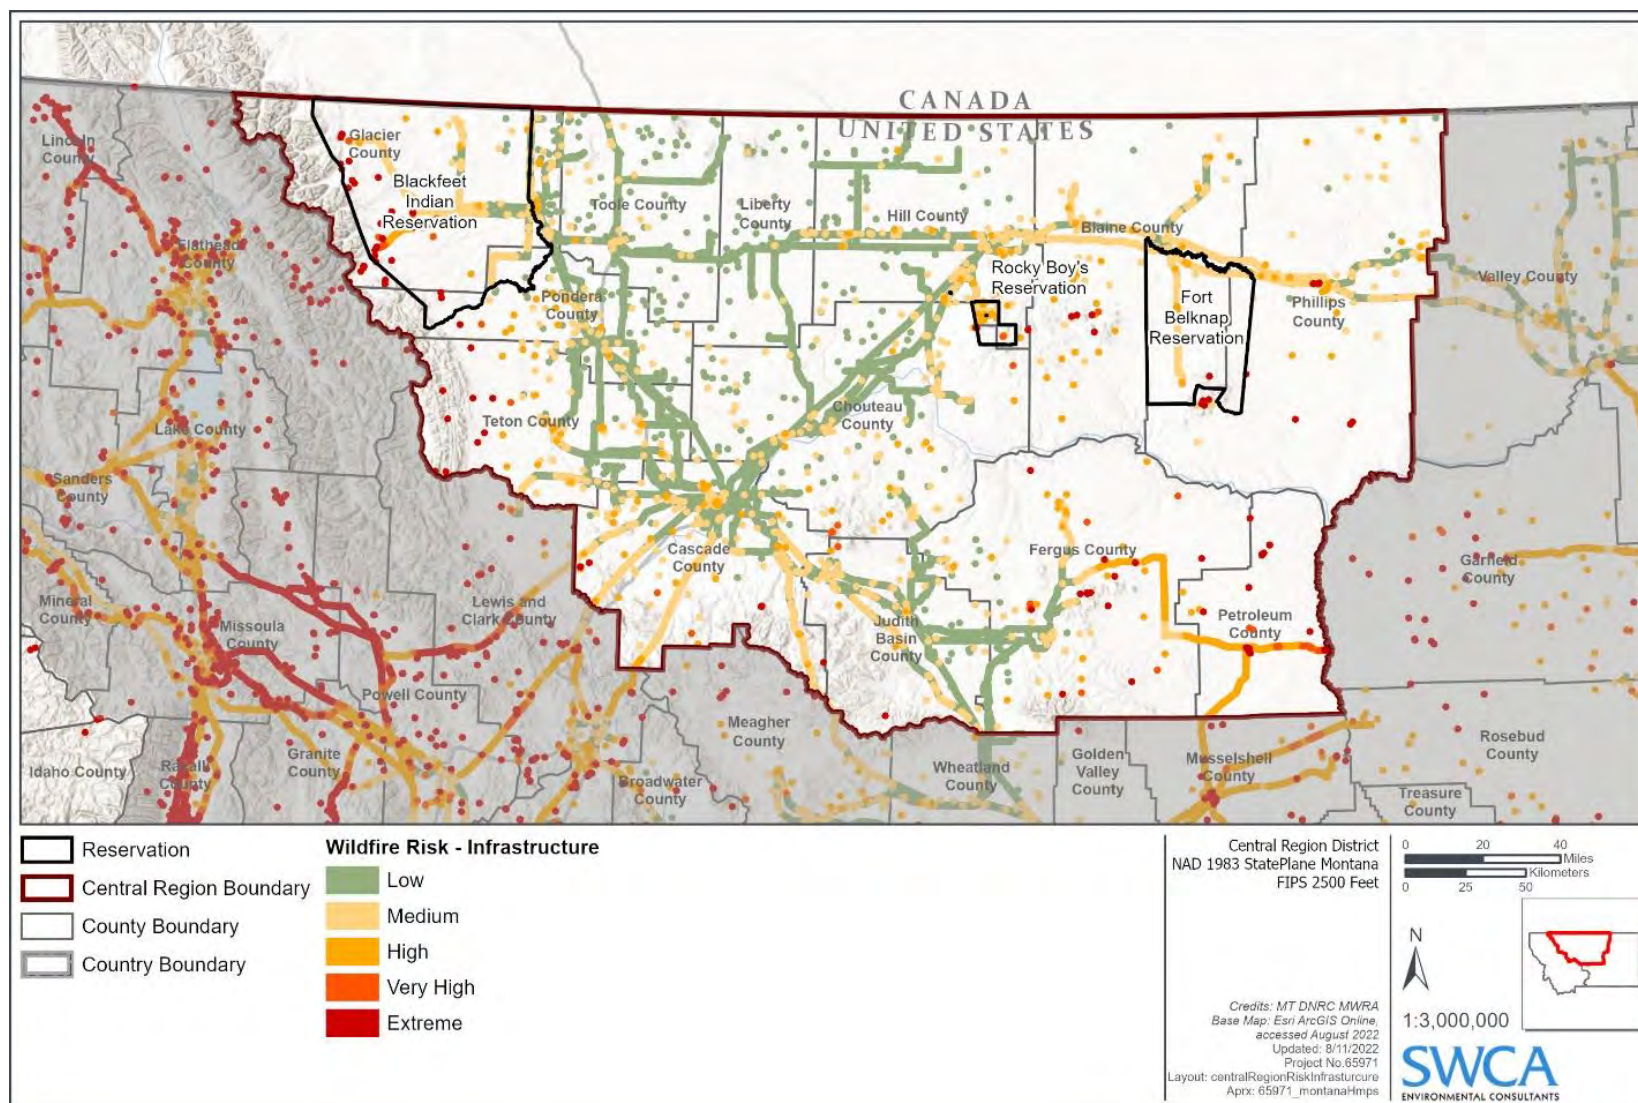 CANADA
UNITED STATES
Lincoln
County
Glacier
County
Blackfeet
Indian
Reservation
Toole County
Liberty
County
Hill County
Blaine County
Flathead
County
Rocky Boy's
Reservation
Pondera
County
Fort
Belknap
Reservation
Phillips
County
Valley County
Lake County
Teton County
Chouteau
County
Sanders
County
Cascade
County
Fergus County
Garfield
County
Mineral
County
Missoula
County
Lewis and
Clark County
Judith
Basin
County
Petroleum
County
Powell County
Meagher
County
Idaho County
Ravalli
County
Granite
County
Broadwater
County
Wheatland
County
Golden
Valley
County
Musselshell
County
Rosebud
County
Treasure
County
Reservation
Central Region Boundary
County Boundary
Country Boundary
Wildfire Risk - Infrastructure
Low
Medium
High
Very High
Extreme
Central Region District
NAD 1983 StatePlane Montana
FIPS 2500 Feet
Credits: MT DNRC MWRA
Base Map: Esri ArcGIS Online,
accessed August 2022
Updated: 8/11/2022
Project No.65971
Layout: centralRegionRiskInfrasturcure
Aprx: 65971_montanaHmps
0 20 40
Miles
Kilometers
0 25 50
N
1:3,000,000
SWCA
ENVIRONMENTAL CONSULTANTS